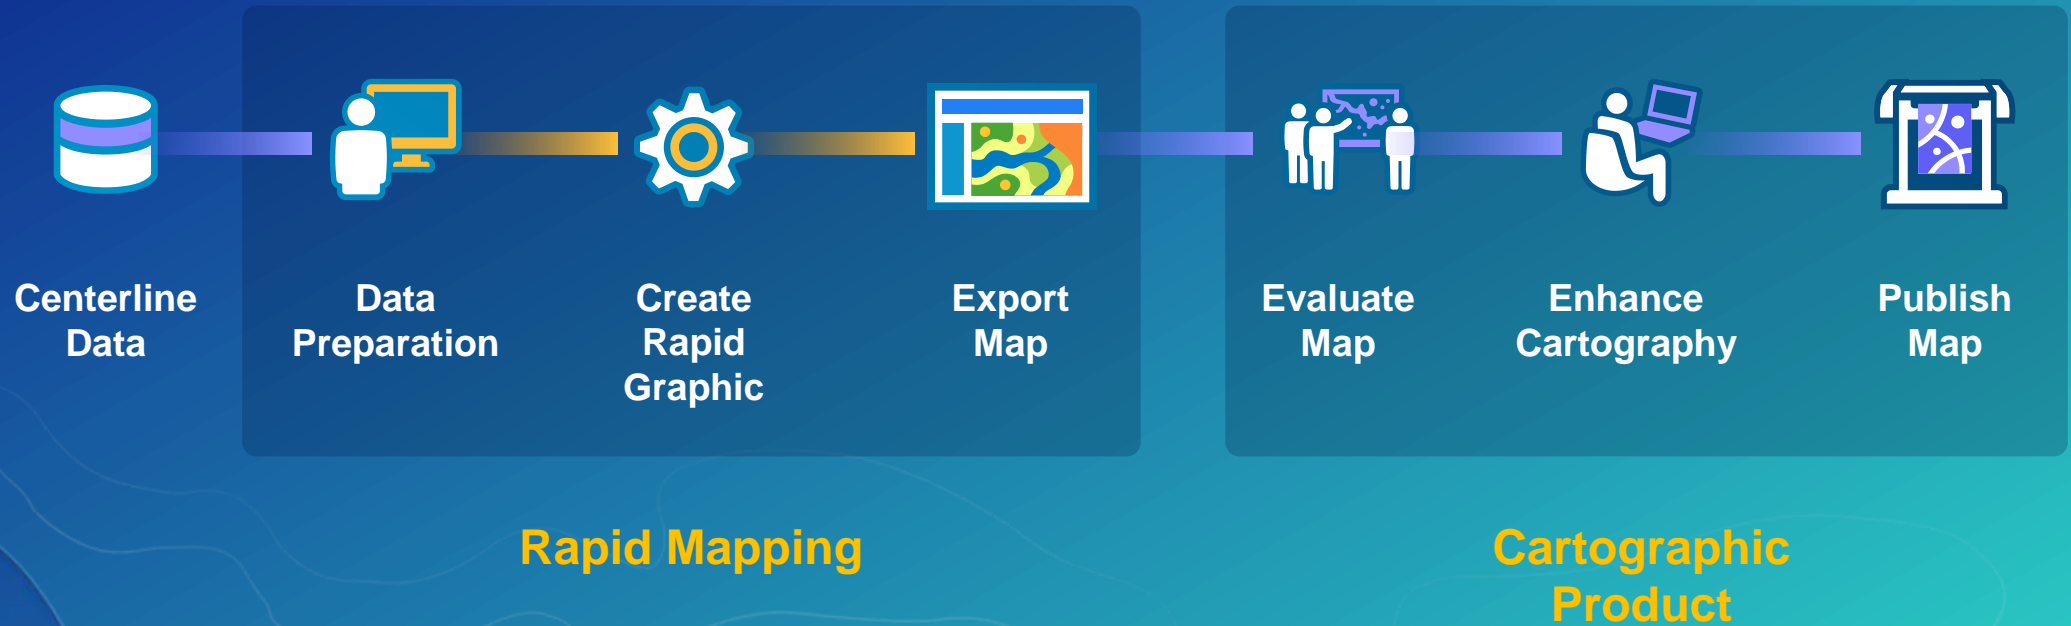 Centerline
Data
Data
Preparation
Create
Rapid
Graphic
Export
Map
Evaluate
Map
Enhance
Cartography
Publish
Map
Rapid Mapping
Cartographic
Product